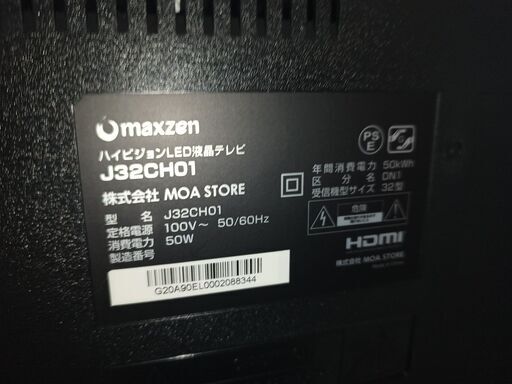 maxzen
ハイビジョンLED液晶テレビ
J32CH01
株式会社 MOA STORE
型 名 J32CH01
定格電源 100V～ 50/60Hz
消費電力 50W
製造番号
G20A90EL0002088344
PS
E
年間消費電力 50kWh
区分名 DN1
受信機型サイズ 32型
危険
HDMI
株式会社 MOA STORE